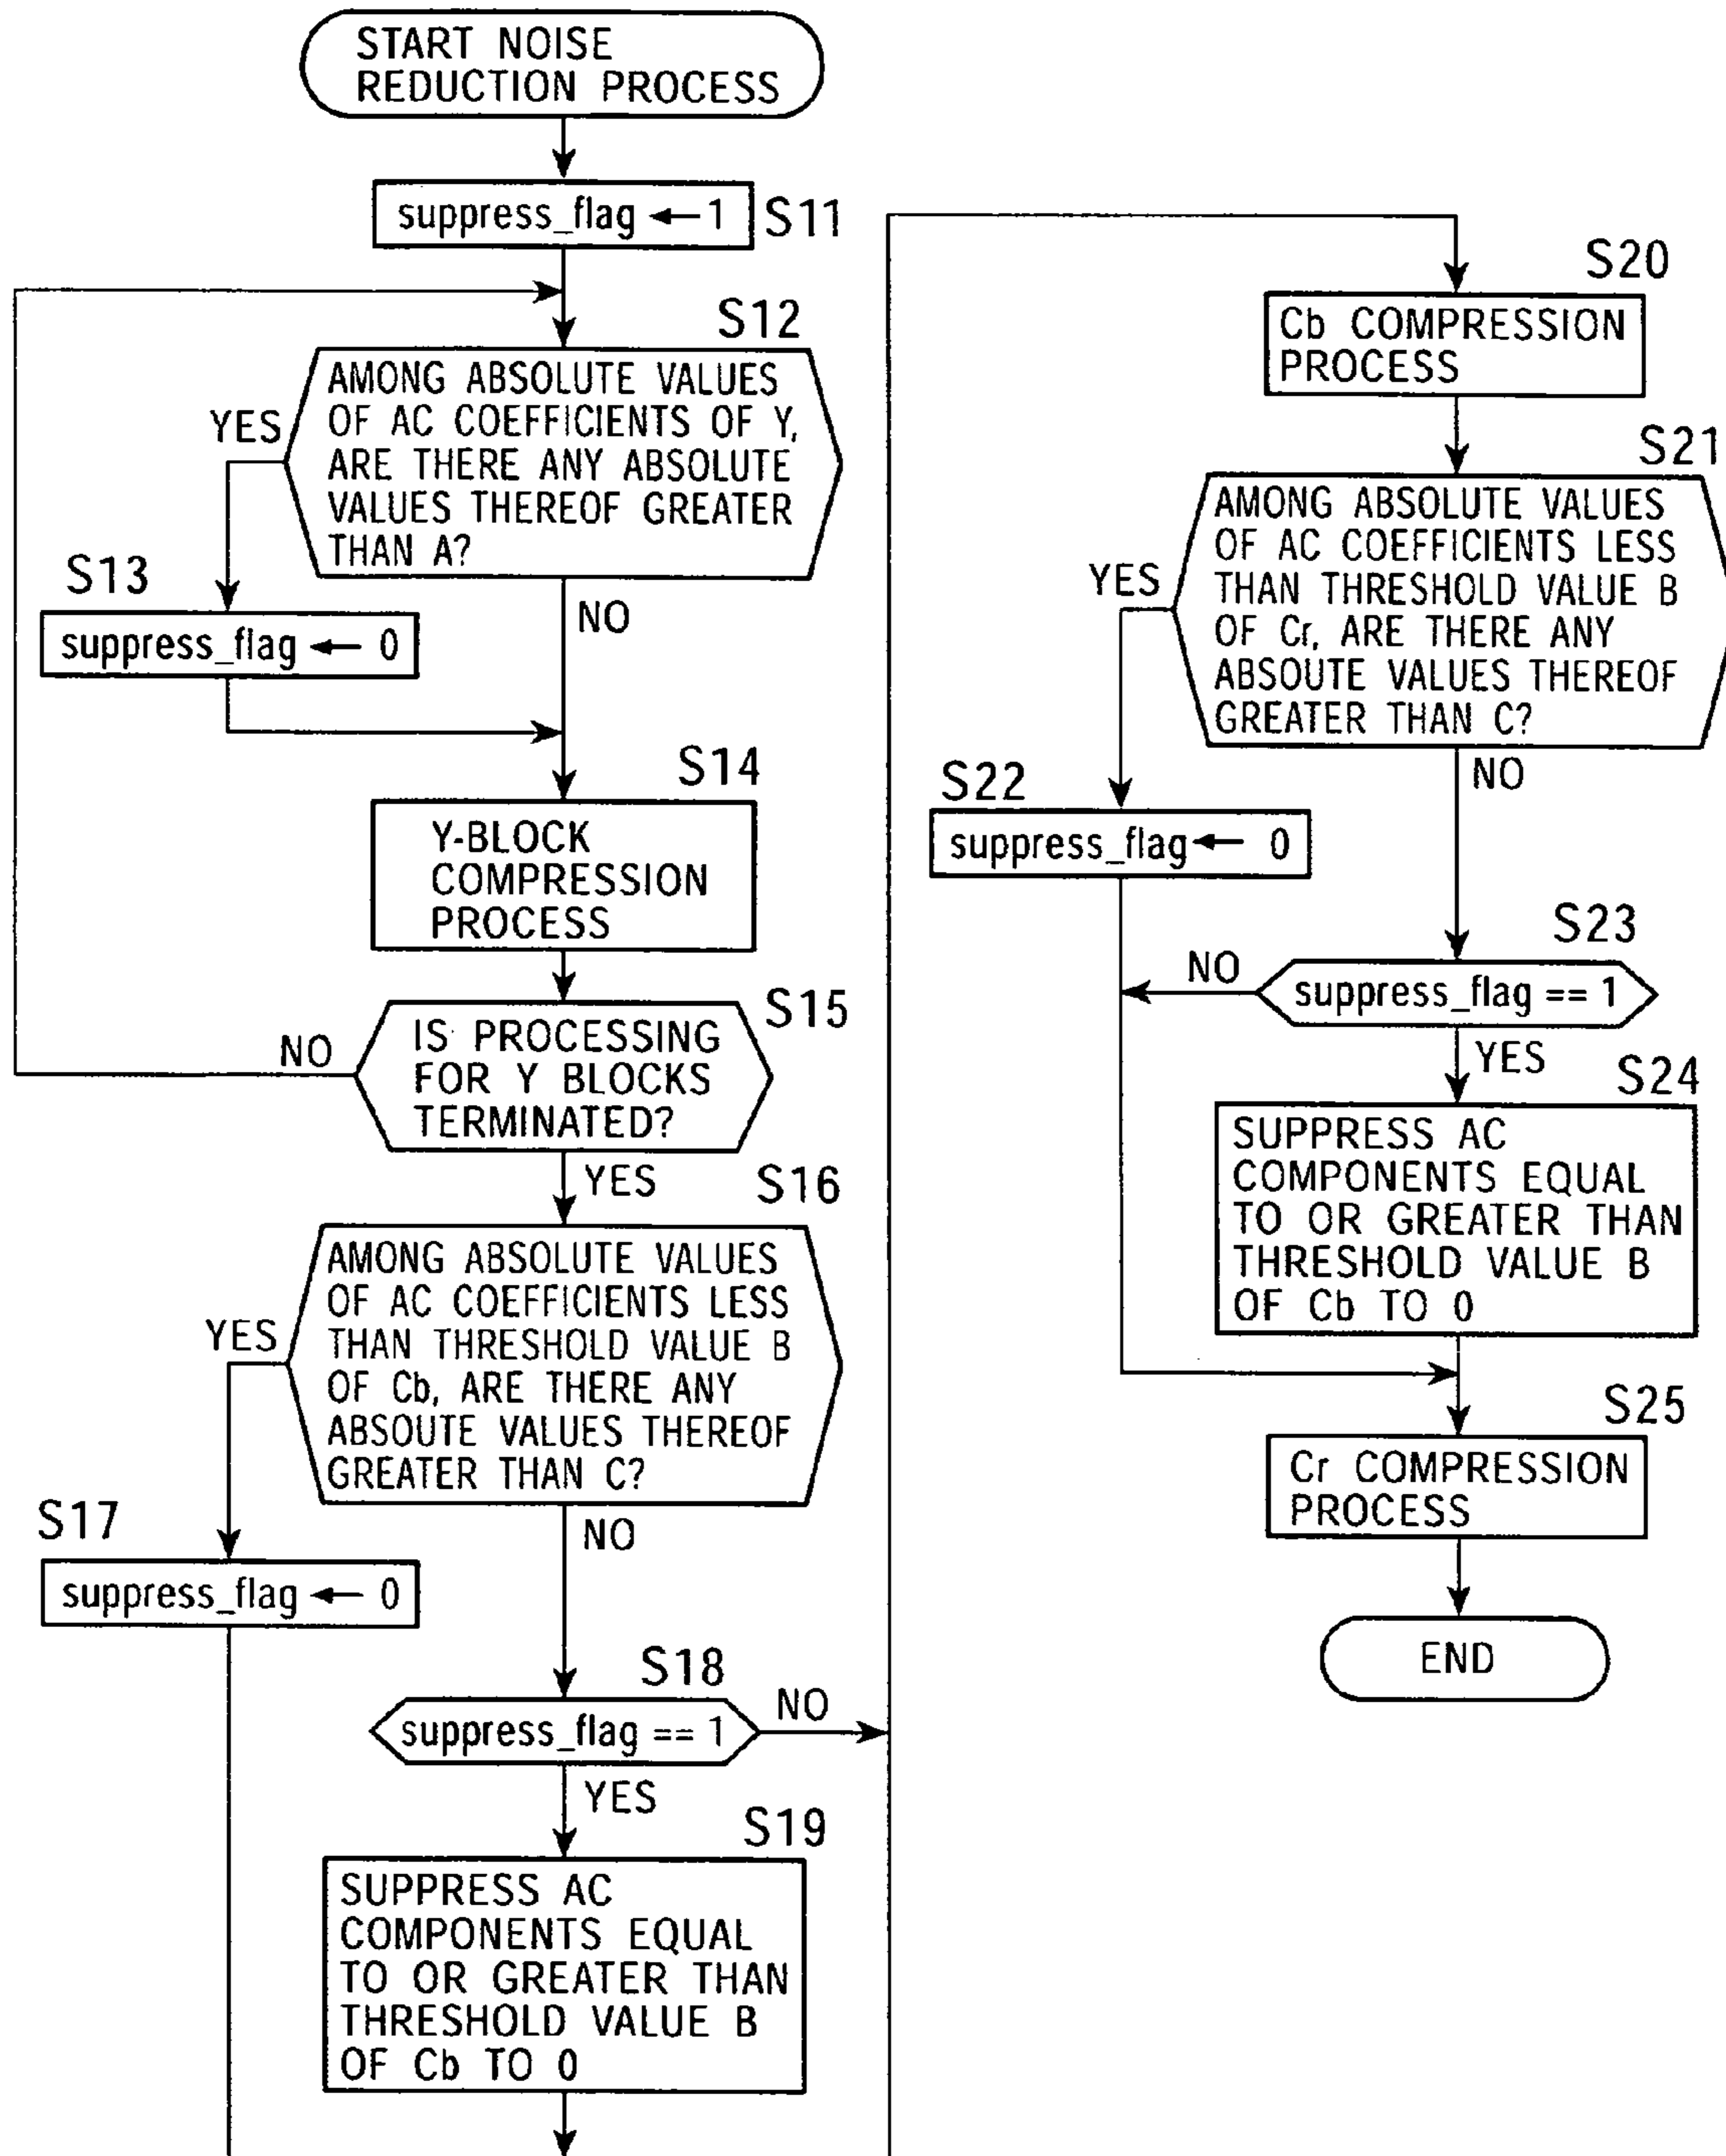 START NOISE
REDUCTION PROCESS
suppress_flag ← 1
S11
S12
AMONG ABSOLUTE VALUES
OF AC COEFFICIENTS OF Y,
ARE THERE ANY ABSOLUTE
VALUES THEREOF GREATER
THAN A?
YES
NO
S13
suppress_flag ← 0
S14
Y-BLOCK
COMPRESSION
PROCESS
S15
IS PROCESSING
FOR Y BLOCKS
TERMINATED?
NO
YES
S16
AMONG ABSOLUTE VALUES
OF AC COEFFICIENTS LESS
THAN THRESHOLD VALUE B
OF Cb, ARE THERE ANY
ABSOUTE VALUES THEREOF
GREATER THAN C?
YES
NO
S17
suppress_flag ← 0
S18
suppress_flag == 1
NO
YES
S19
SUPPRESS AC
COMPONENTS EQUAL
TO OR GREATER THAN
THRESHOLD VALUE B
OF Cb TO 0
S20
Cb COMPRESSION
PROCESS
S21
AMONG ABSOLUTE VALUES
OF AC COEFFICIENTS LESS
THAN THRESHOLD VALUE B
OF Cr, ARE THERE ANY
ABSOUTE VALUES THEREOF
GREATER THAN C?
YES
NO
S22
suppress_flag ← 0
S23
suppress_flag == 1
NO
YES
S24
SUPPRESS AC
COMPONENTS EQUAL
TO OR GREATER THAN
THRESHOLD VALUE B
OF Cb TO 0
S25
Cr COMPRESSION
PROCESS
END